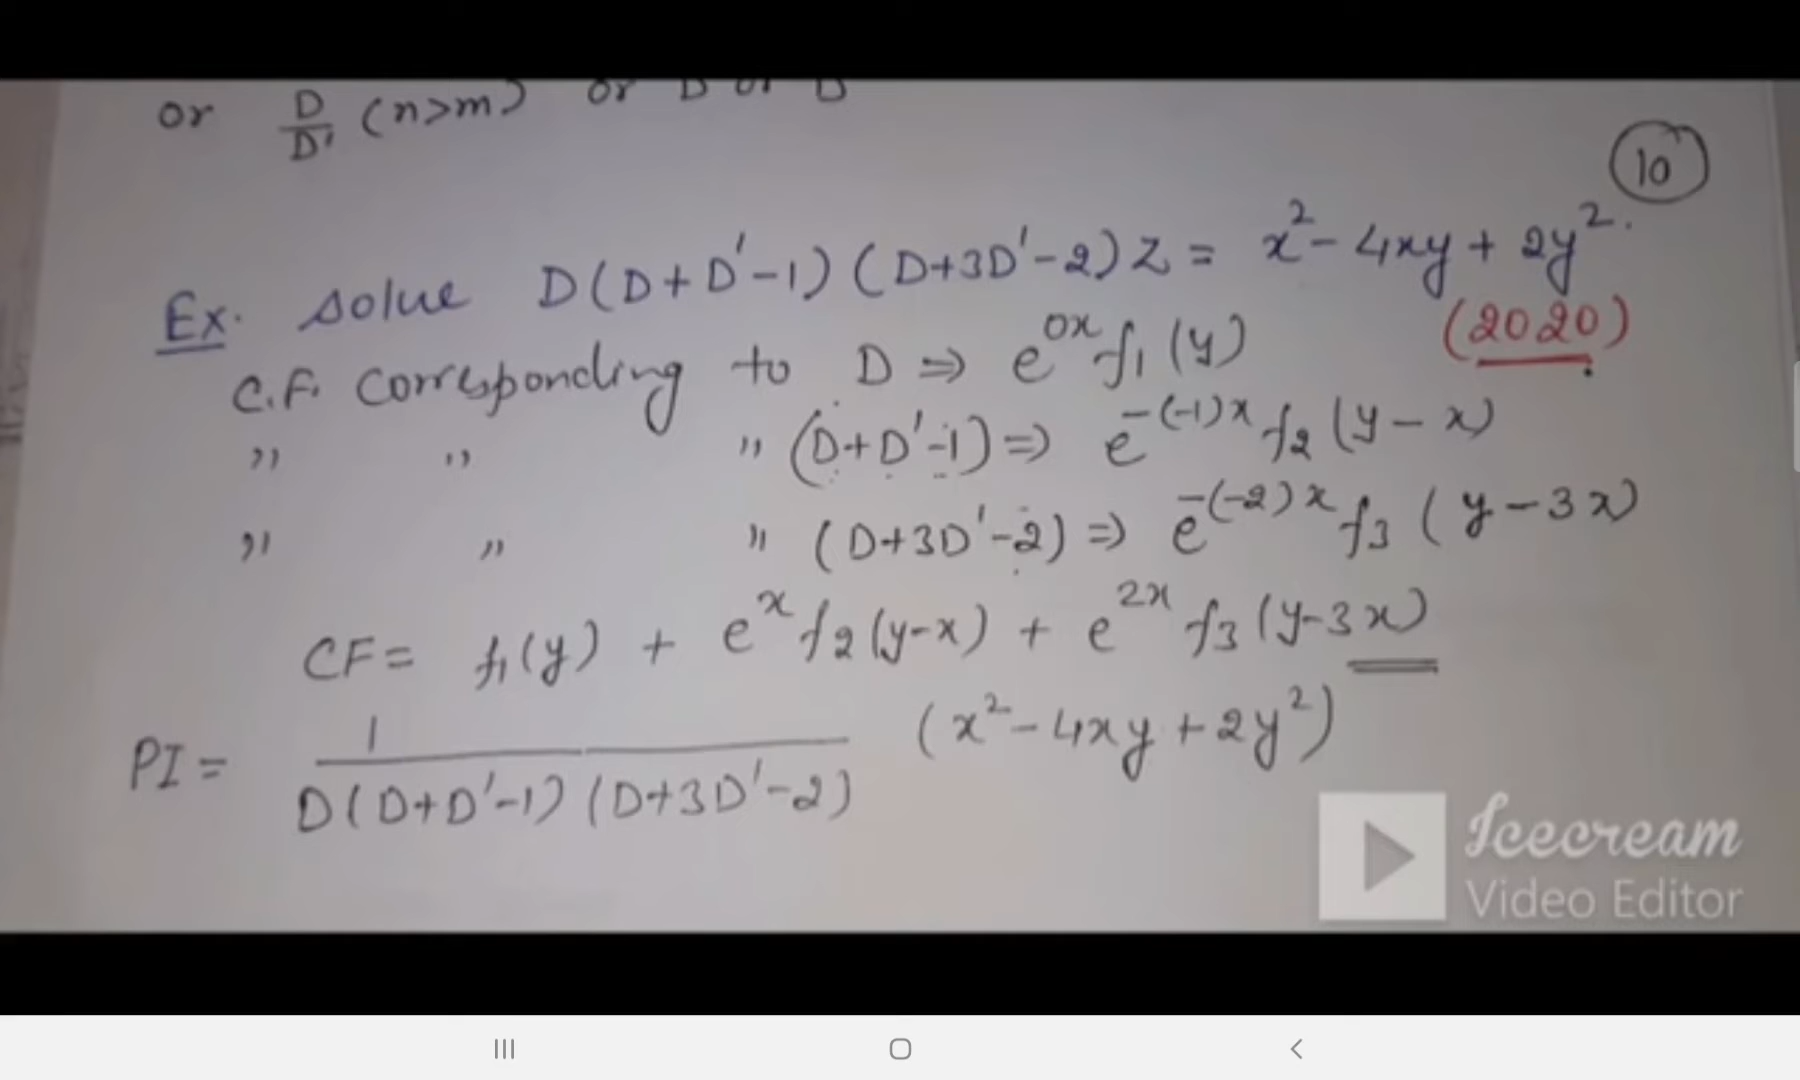 or D/D' (n>m) or D or D
10
Ex. solve D(D+D'-1)(D+3D'-2)Z = x²-4xy+2y².
(2020)
C.F. Corresponding to D ⇒ e^{0x} f₁(y)
" " " (D+D'-1) ⇒ e^{-(-1)x} f₂(y-x)
" " " (D+3D'-2) ⇒ e^{-(-2)x} f₃(y-3x)
CF = f₁(y) + e^x f₂(y-x) + e^{2x} f₃(y-3x)
PI = 1/D(D+D'-1)(D+3D'-2) (x²-4xy+2y²)
Icecream
Video Editor